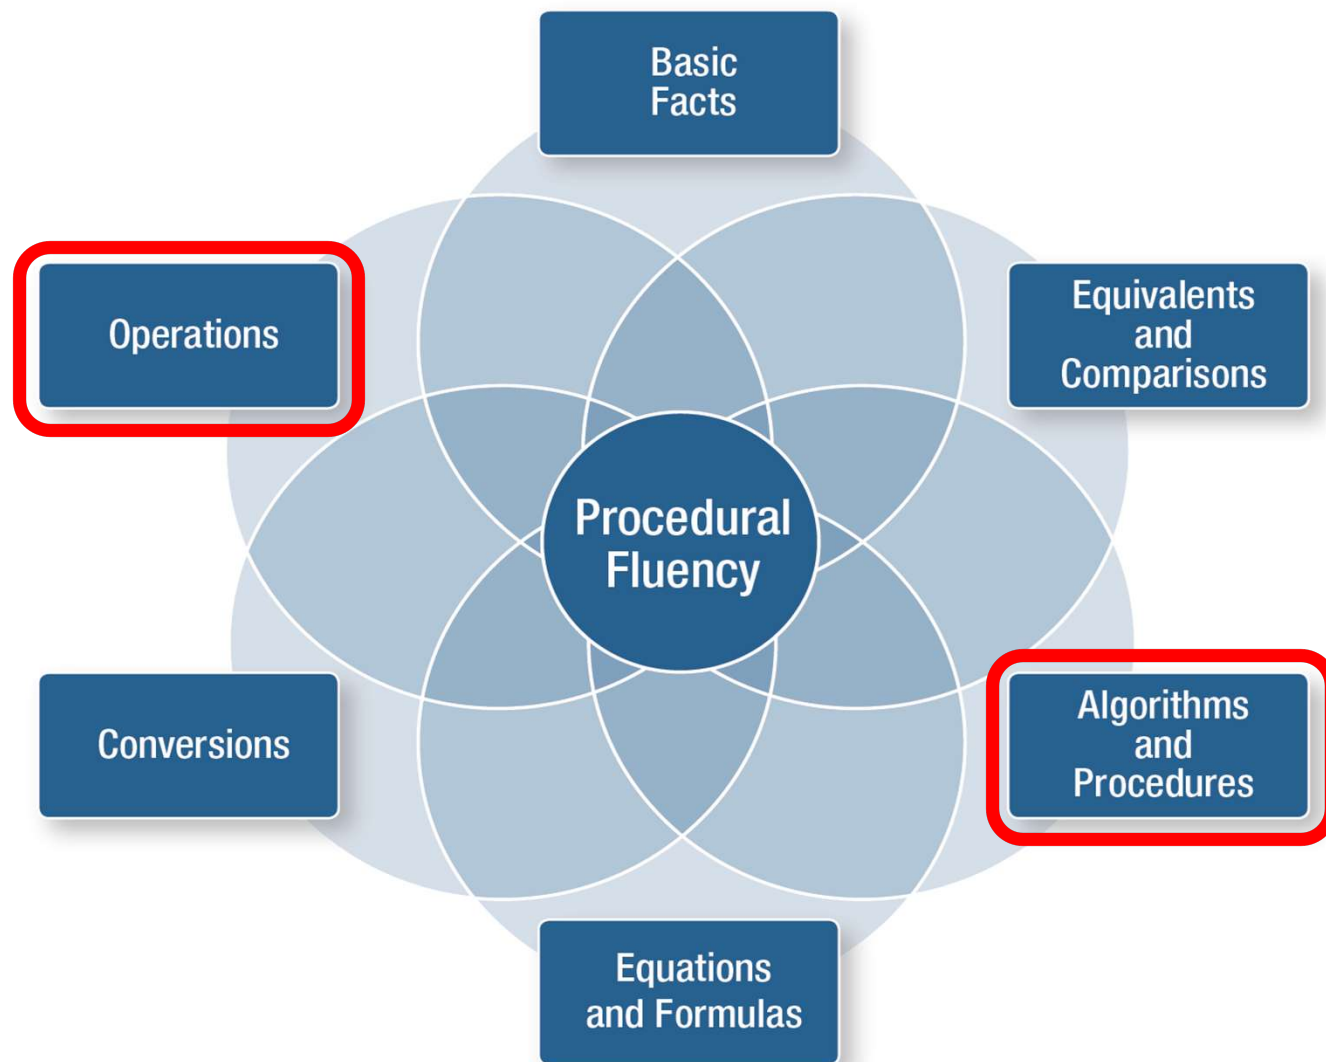 Basic
Facts
Operations
Equivalents
and
Comparisons
Procedural
Fluency
Conversions
Algorithms
and
Procedures
Equations
and Formulas